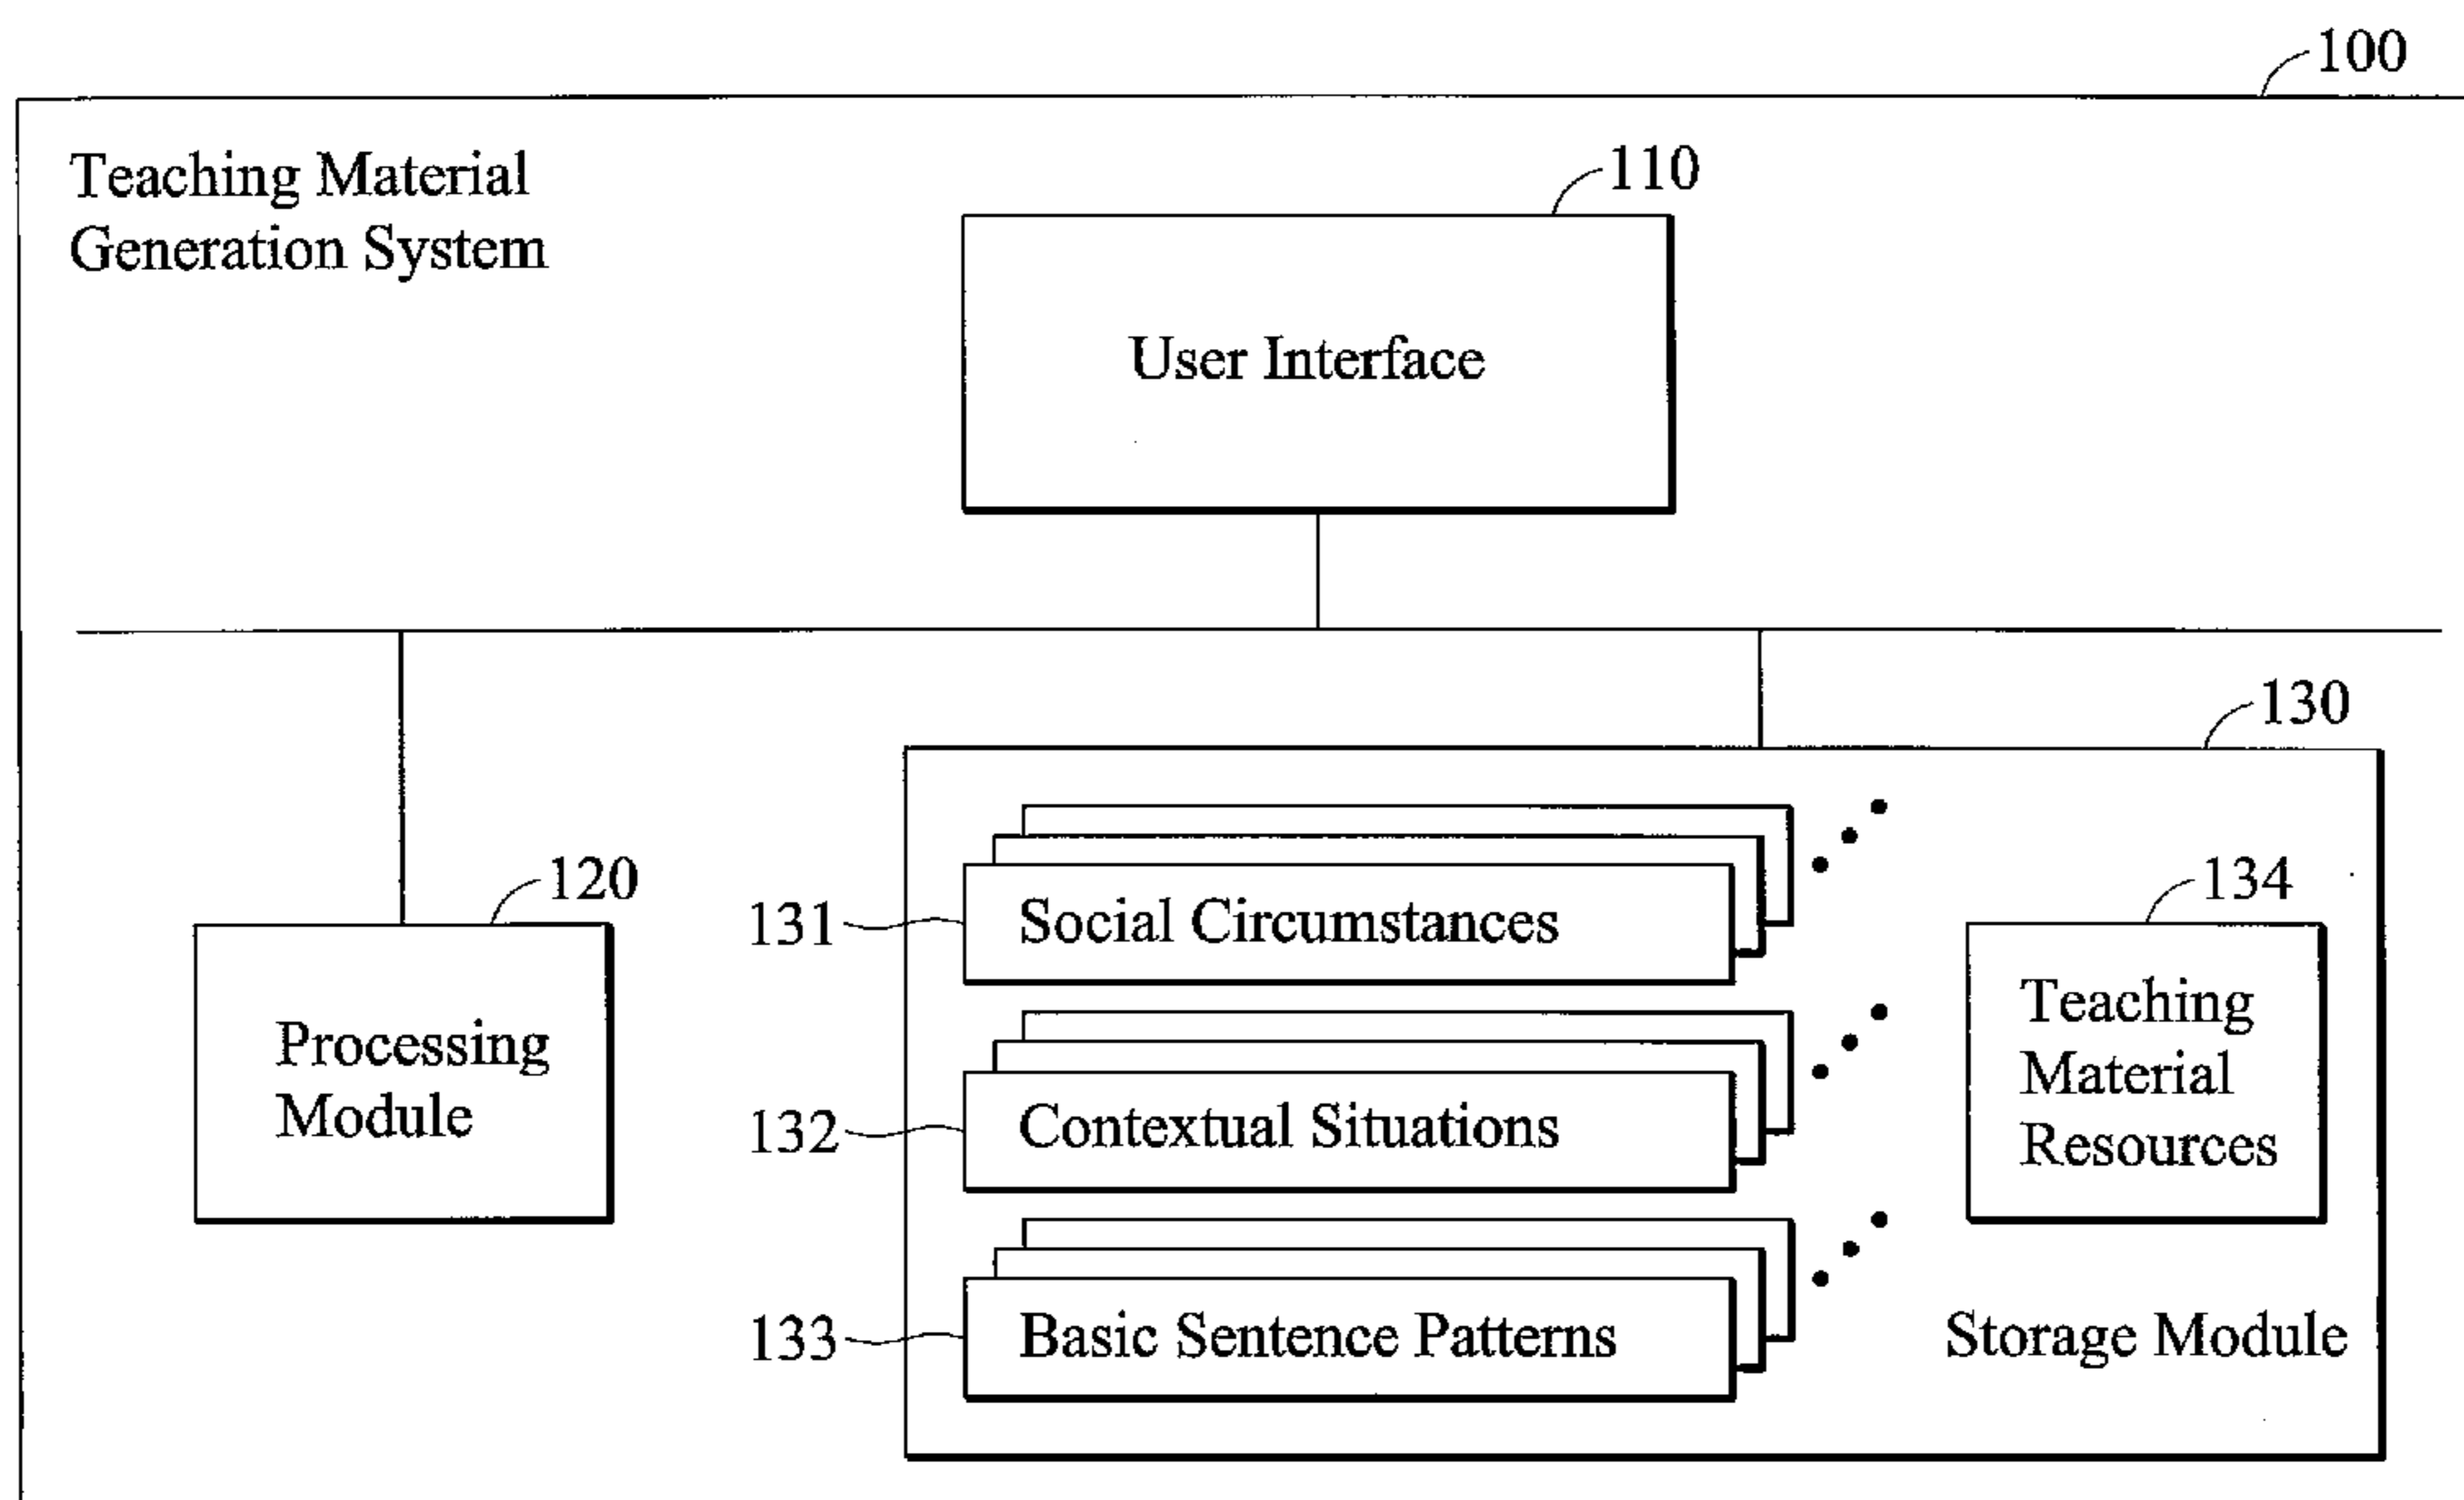 100
Teaching Material
Generation System
110
User Interface
130
120
Processing
Module
131
Social Circumstances
132
Contextual Situations
133
Basic Sentence Patterns
134
Teaching
Material
Resources
Storage Module